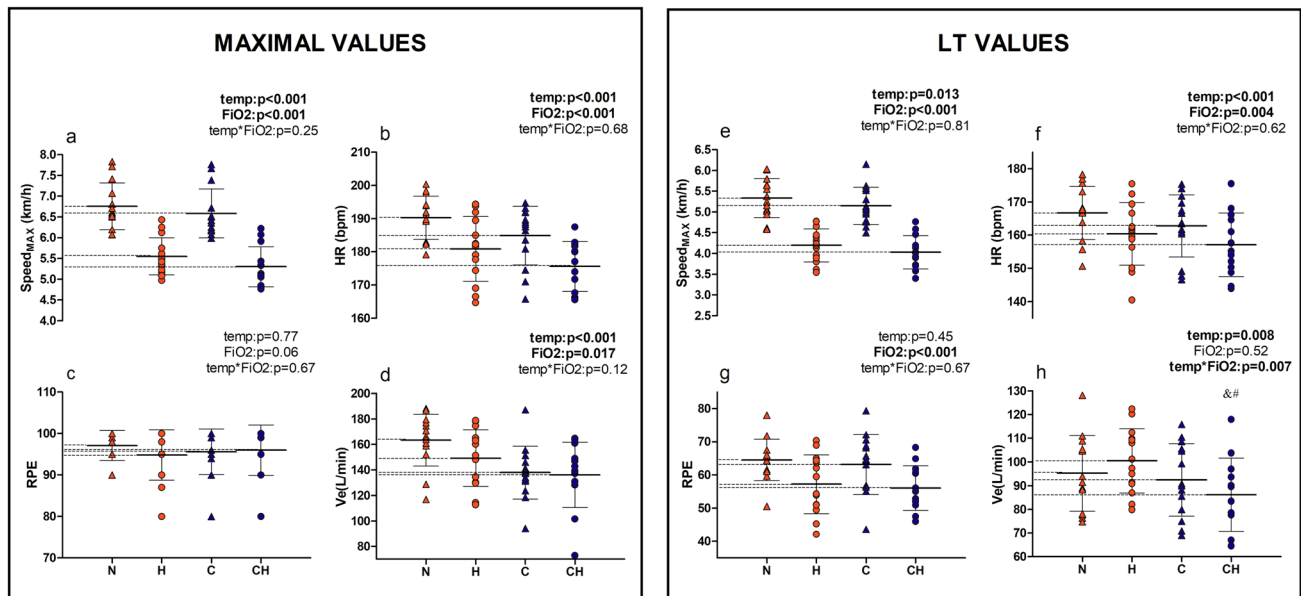 MAXIMAL VALUES
temp:p<0.001
FiO2:p<0.001
temp*FiO2:p=0.25
a
8.0
7.5
7.0
6.5
6.0
5.5
5.0
4.5
4.0
Speed MAX (km/h)
temp:p<0.001
FiO2:p<0.001
temp*FiO2:p=0.68
b
210
200
190
180
170
160
HR (bpm)
temp:p=0.77
FiO2:p=0.06
temp*FiO2:p=0.67
c
110
100
90
80
70
RPE
N H C CH
temp:p<0.001
FiO2:p=0.017
temp*FiO2:p=0.12
d
200
180
160
140
120
100
80
Ve(L/min)
N H C CH
LT VALUES
temp:p=0.013
FiO2:p<0.001
temp*FiO2:p=0.81
e
6.5
6.0
5.5
5.0
4.5
4.0
3.5
3.0
2.5
Speed MAX (km/h)
temp:p<0.001
FiO2:p=0.004
temp*FiO2:p=0.62
f
180
170
160
150
140
HR (bpm)
temp:p=0.45
FiO2:p<0.001
temp*FiO2:p=0.67
g
80
70
60
50
40
RPE
N H C CH
temp:p=0.008
FiO2:p=0.52
temp*FiO2:p=0.007
h
&#
130
120
110
100
90
80
70
60
Ve(L/min)
N H C CH